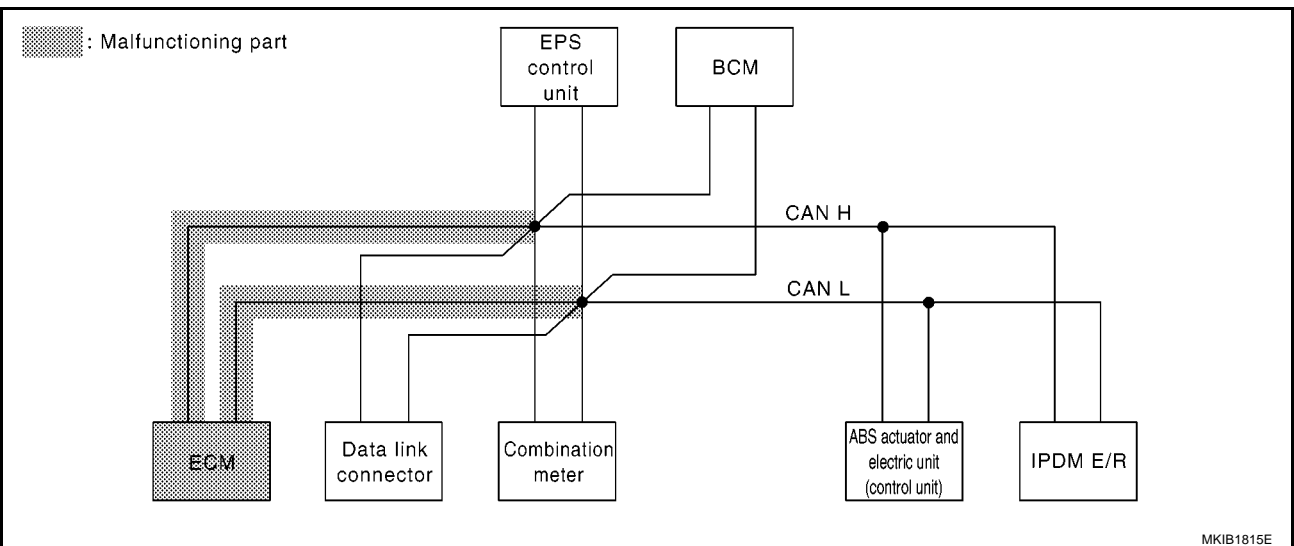 : Malfunctioning part
EPS
control
unit
BCM
CAN H
CAN L
ECM
Data link
connector
Combination
meter
ABS actuator and
electric unit
(control unit)
IPDM E/R
MKIB1815E